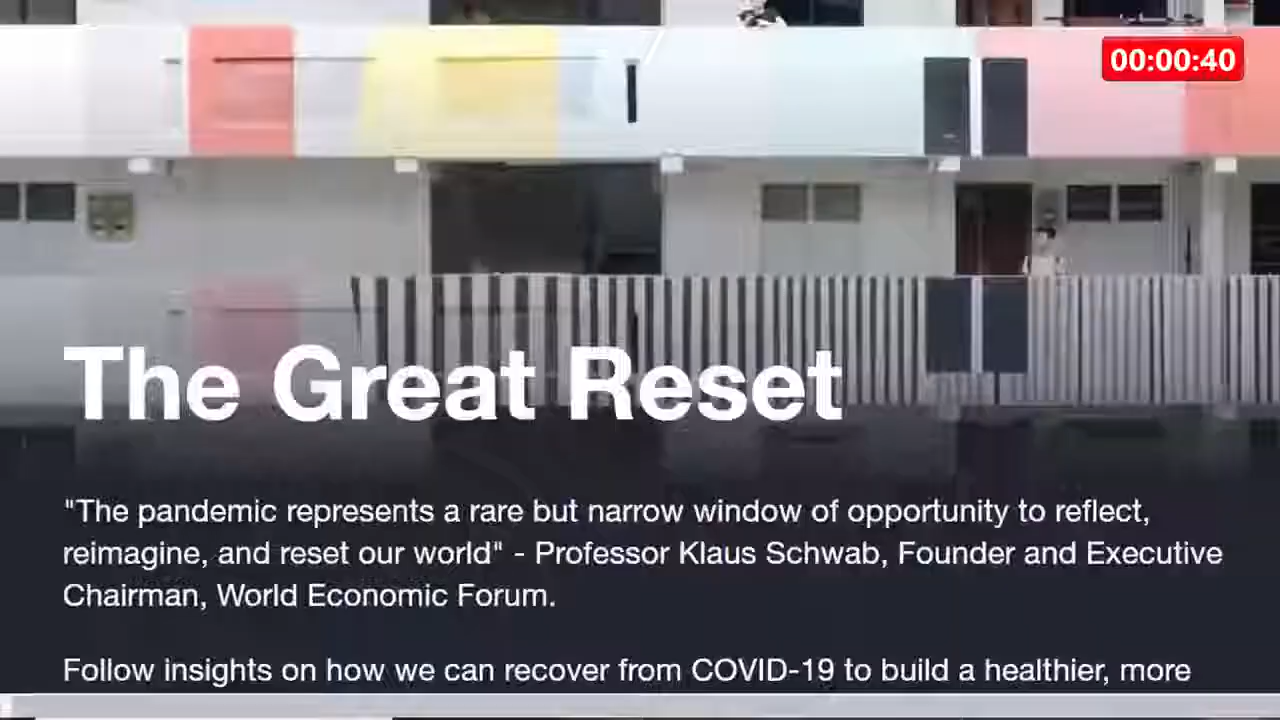 00:00:40
The Great Reset
"The pandemic represents a rare but narrow window of opportunity to reflect,
reimagine, and reset our world" - Professor Klaus Schwab, Founder and Executive
Chairman, World Economic Forum.
Follow insights on how we can recover from COVID-19 to build a healthier, more